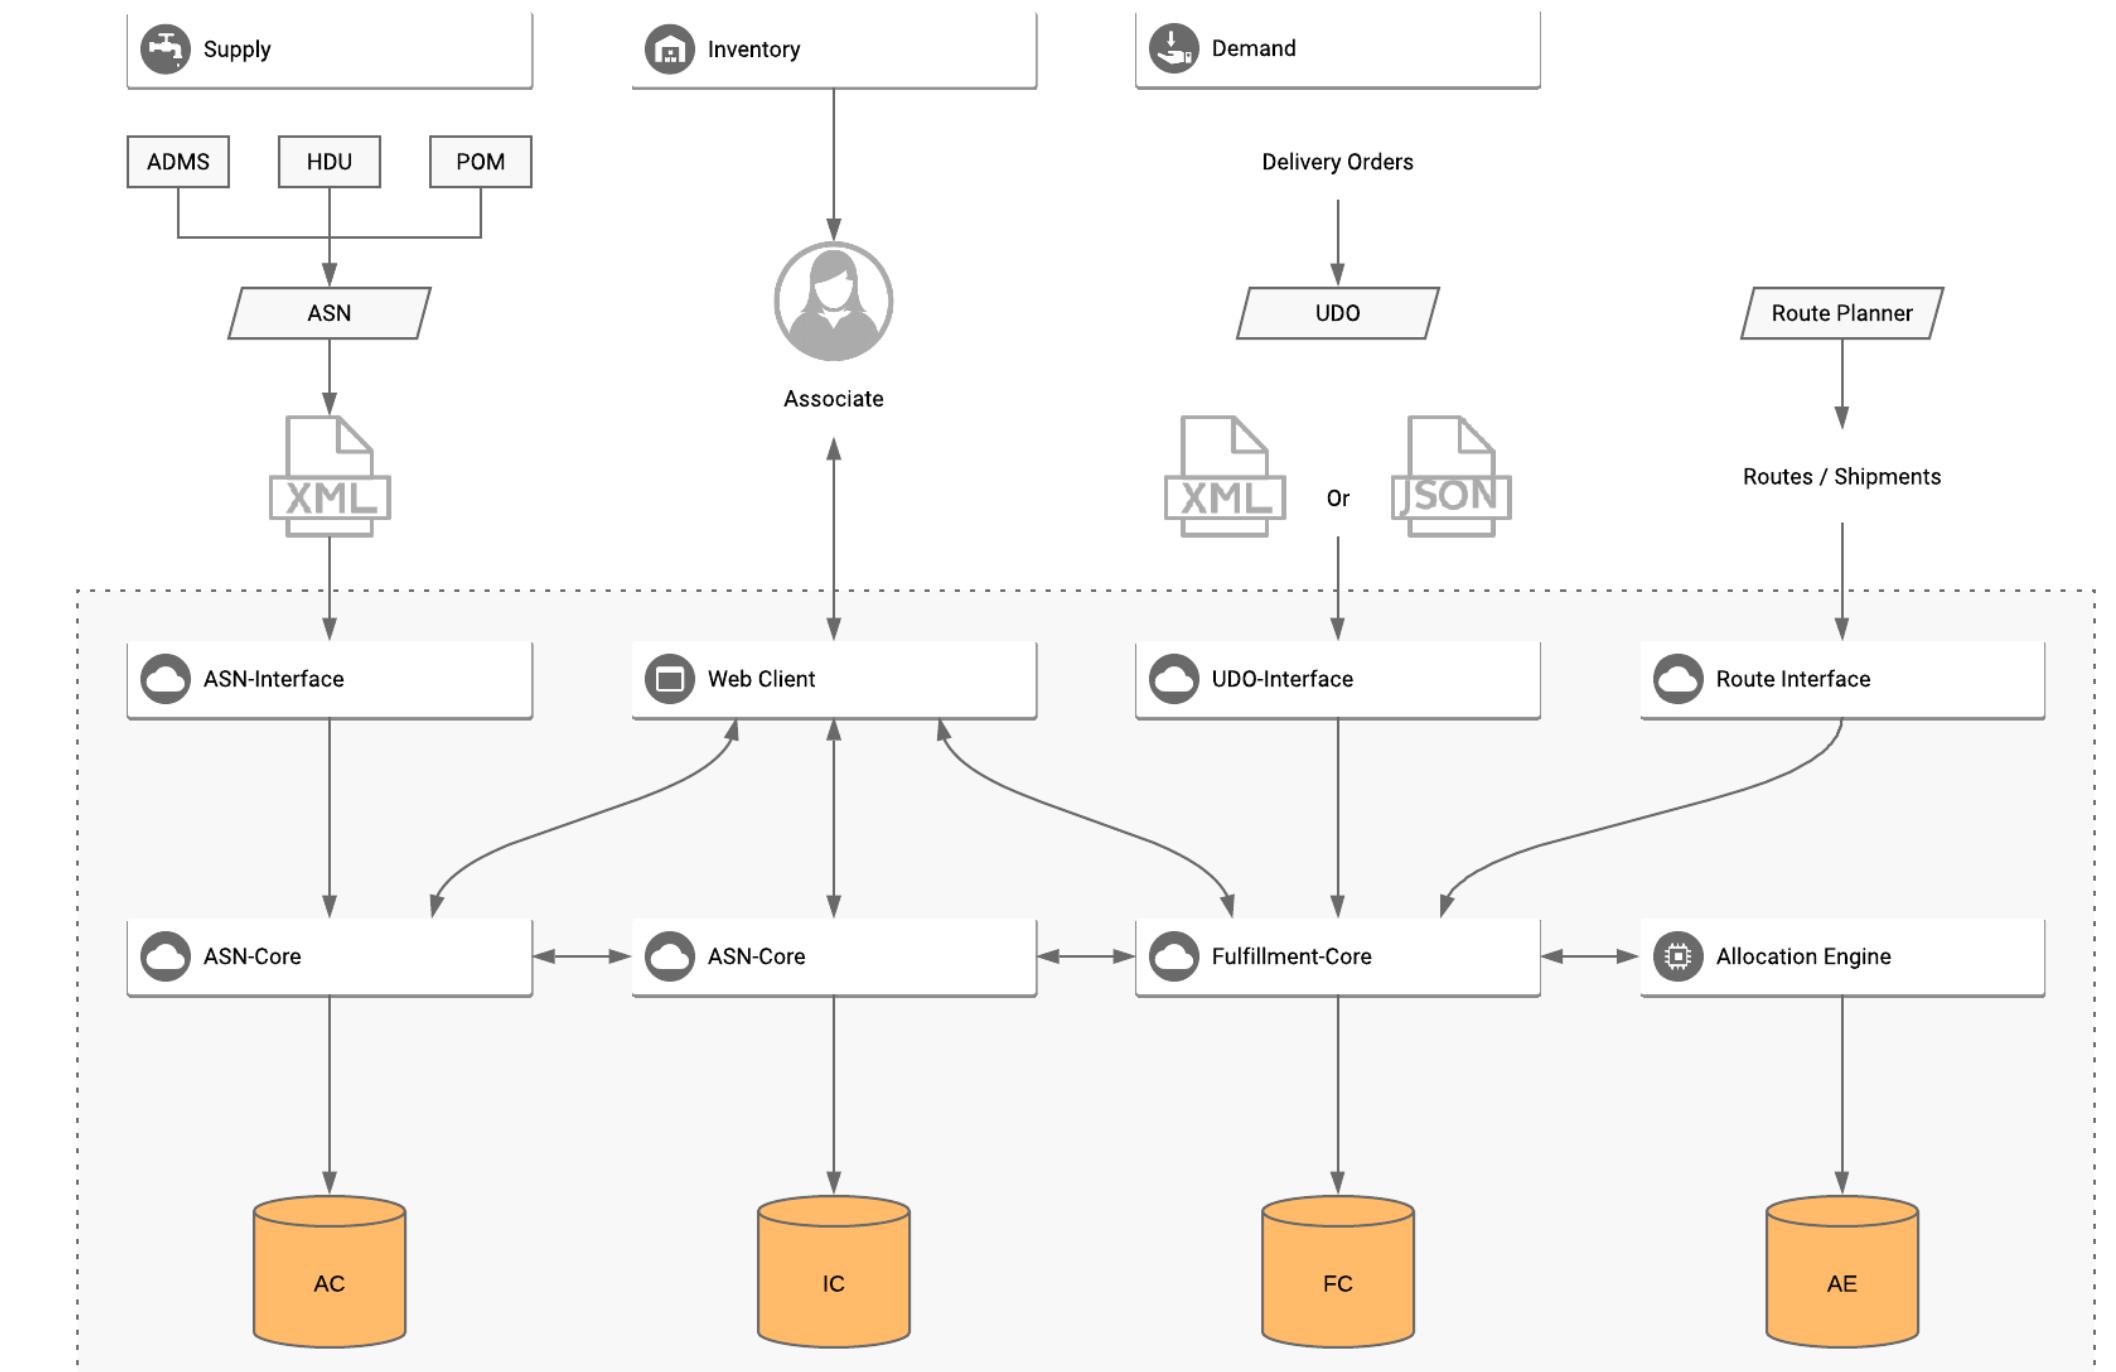 Supply
Inventory
Demand
ADMS
HDU
POM
Delivery Orders
ASN
UDO
Route Planner
Associate
XML
XML
Or
JSON
Routes / Shipments
ASN-Interface
Web Client
UDO-Interface
Route Interface
ASN-Core
ASN-Core
Fulfillment-Core
Allocation Engine
AC
IC
FC
AE